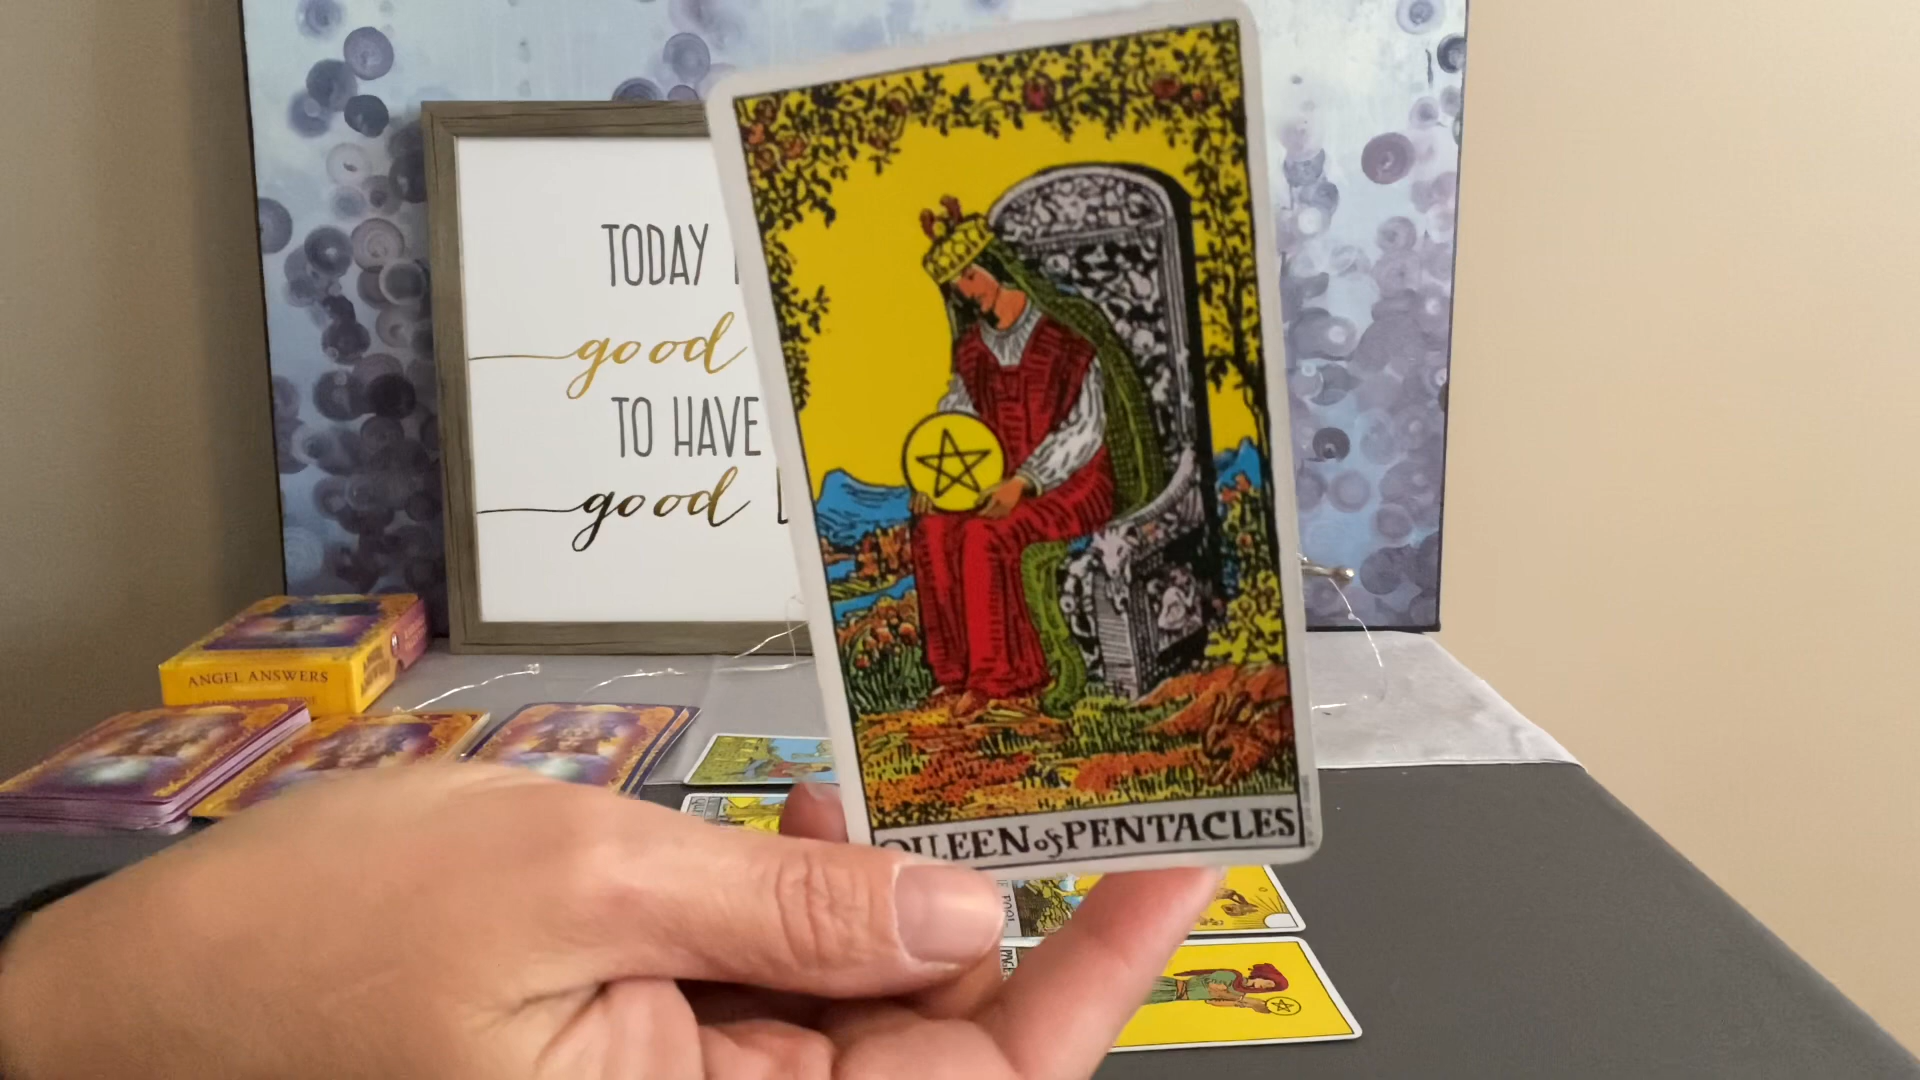 TODAY
good
TO HAVE
good
QUEEN of PENTACLES
ANGEL ANSWERS